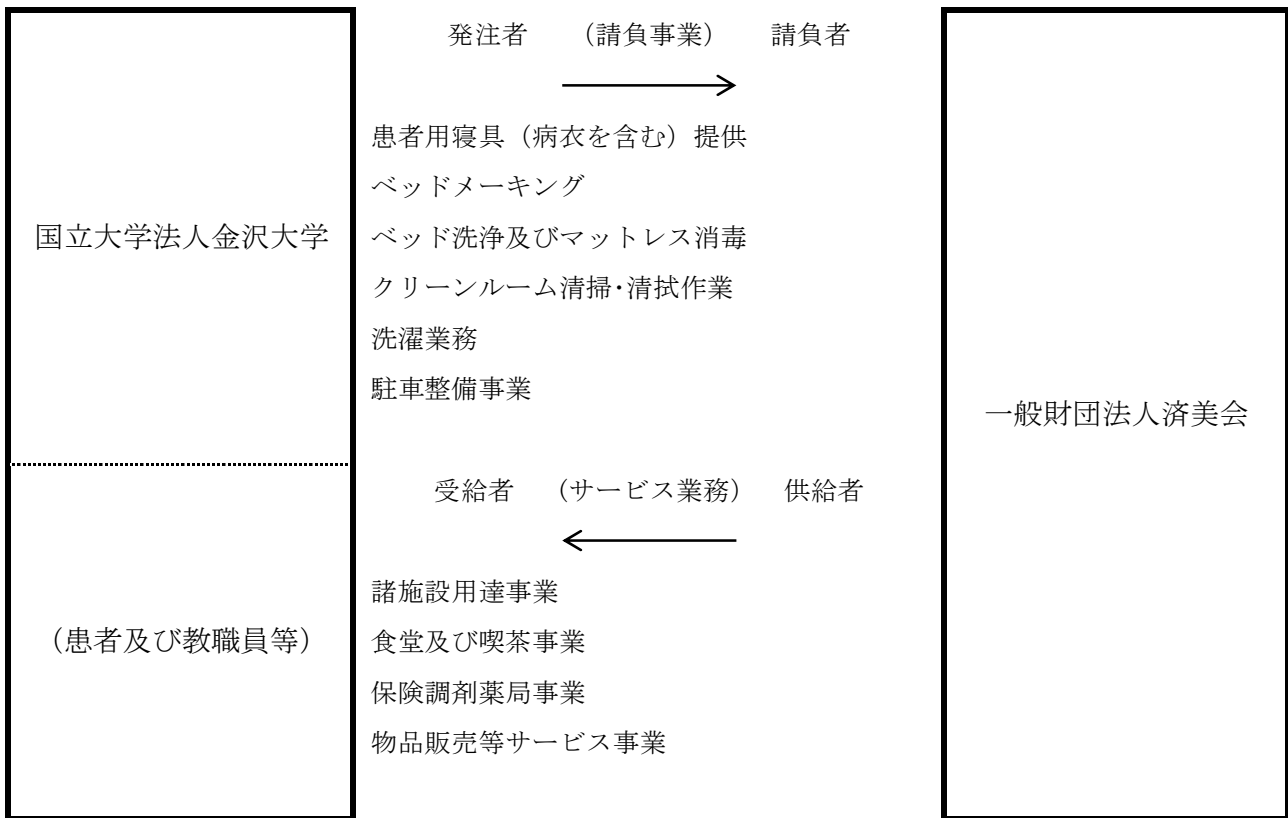 発注者 （請負事業） 請負者
患者用寝具（病衣を含む）提供
ベッドメーキング
国立大学法人金沢大学
ベッド洗浄及びマットレス消毒
クリーンルーム清掃・清拭作業
洗濯業務
駐車整備事業
一般財団法人済美会
受給者 （サービス業務） 供給者
諸施設用達事業
（患者及び教職員等）
食堂及び喫茶事業
保険調剤薬局事業
物品販売等サービス事業